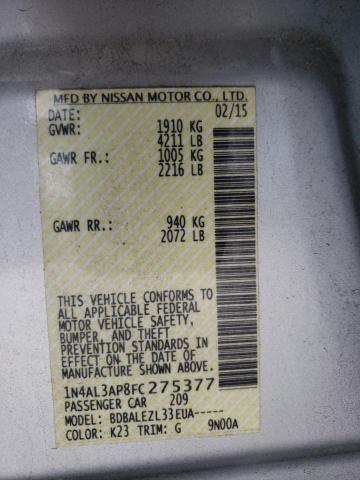 MFD BY NISSAN MOTOR CO., LTD.
DATE: 02/15
GVWR: 1910 KG
4211 LB
GAWR FR.: 1005 KG
2216 LB
GAWR RR.: 940 KG
2072 LB
THIS VEHICLE CONFORMS TO
ALL APPLICABLE FEDERAL
MOTOR VEHICLE SAFETY,
BUMPER, AND THEFT
PREVENTION STANDARDS IN
EFFECT ON THE DATE OF
MANUFACTURE SHOWN ABOVE.
1N4AL3AP8FC275377
PASSENGER CAR 209
MODEL: BDBALEZL33EUA-----
COLOR: K23 TRIM: G 9N00A